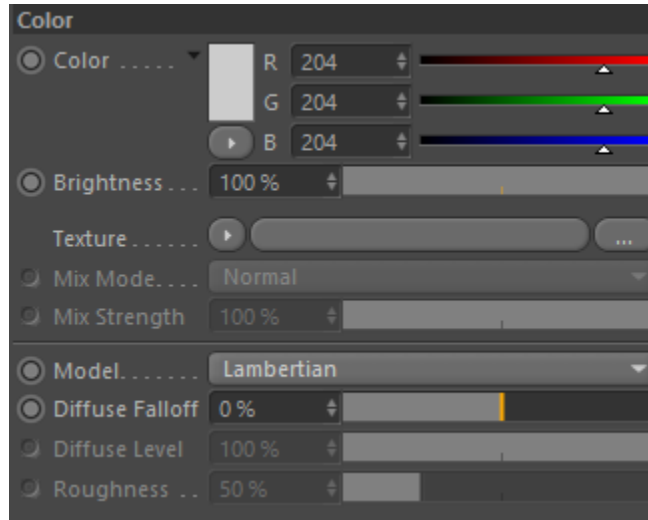 Color
Color ..... R 204
G 204
B 204
Brightness... 100 %
Texture...... ...
Mix Mode.... Normal
Mix Strength 100 %
Model....... Lambertian
Diffuse Falloff 0 %
Diffuse Level 100 %
Roughness .. 50 %